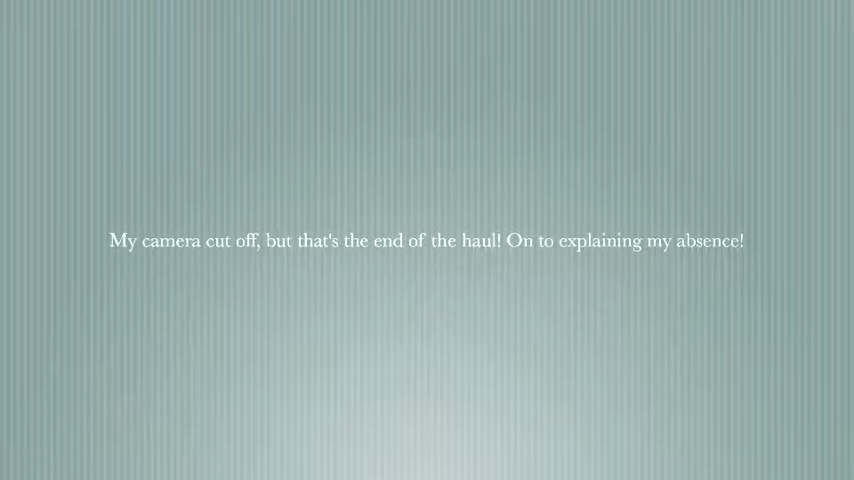 My camera cut off, but that's the end of the haul! On to explaining my absence!